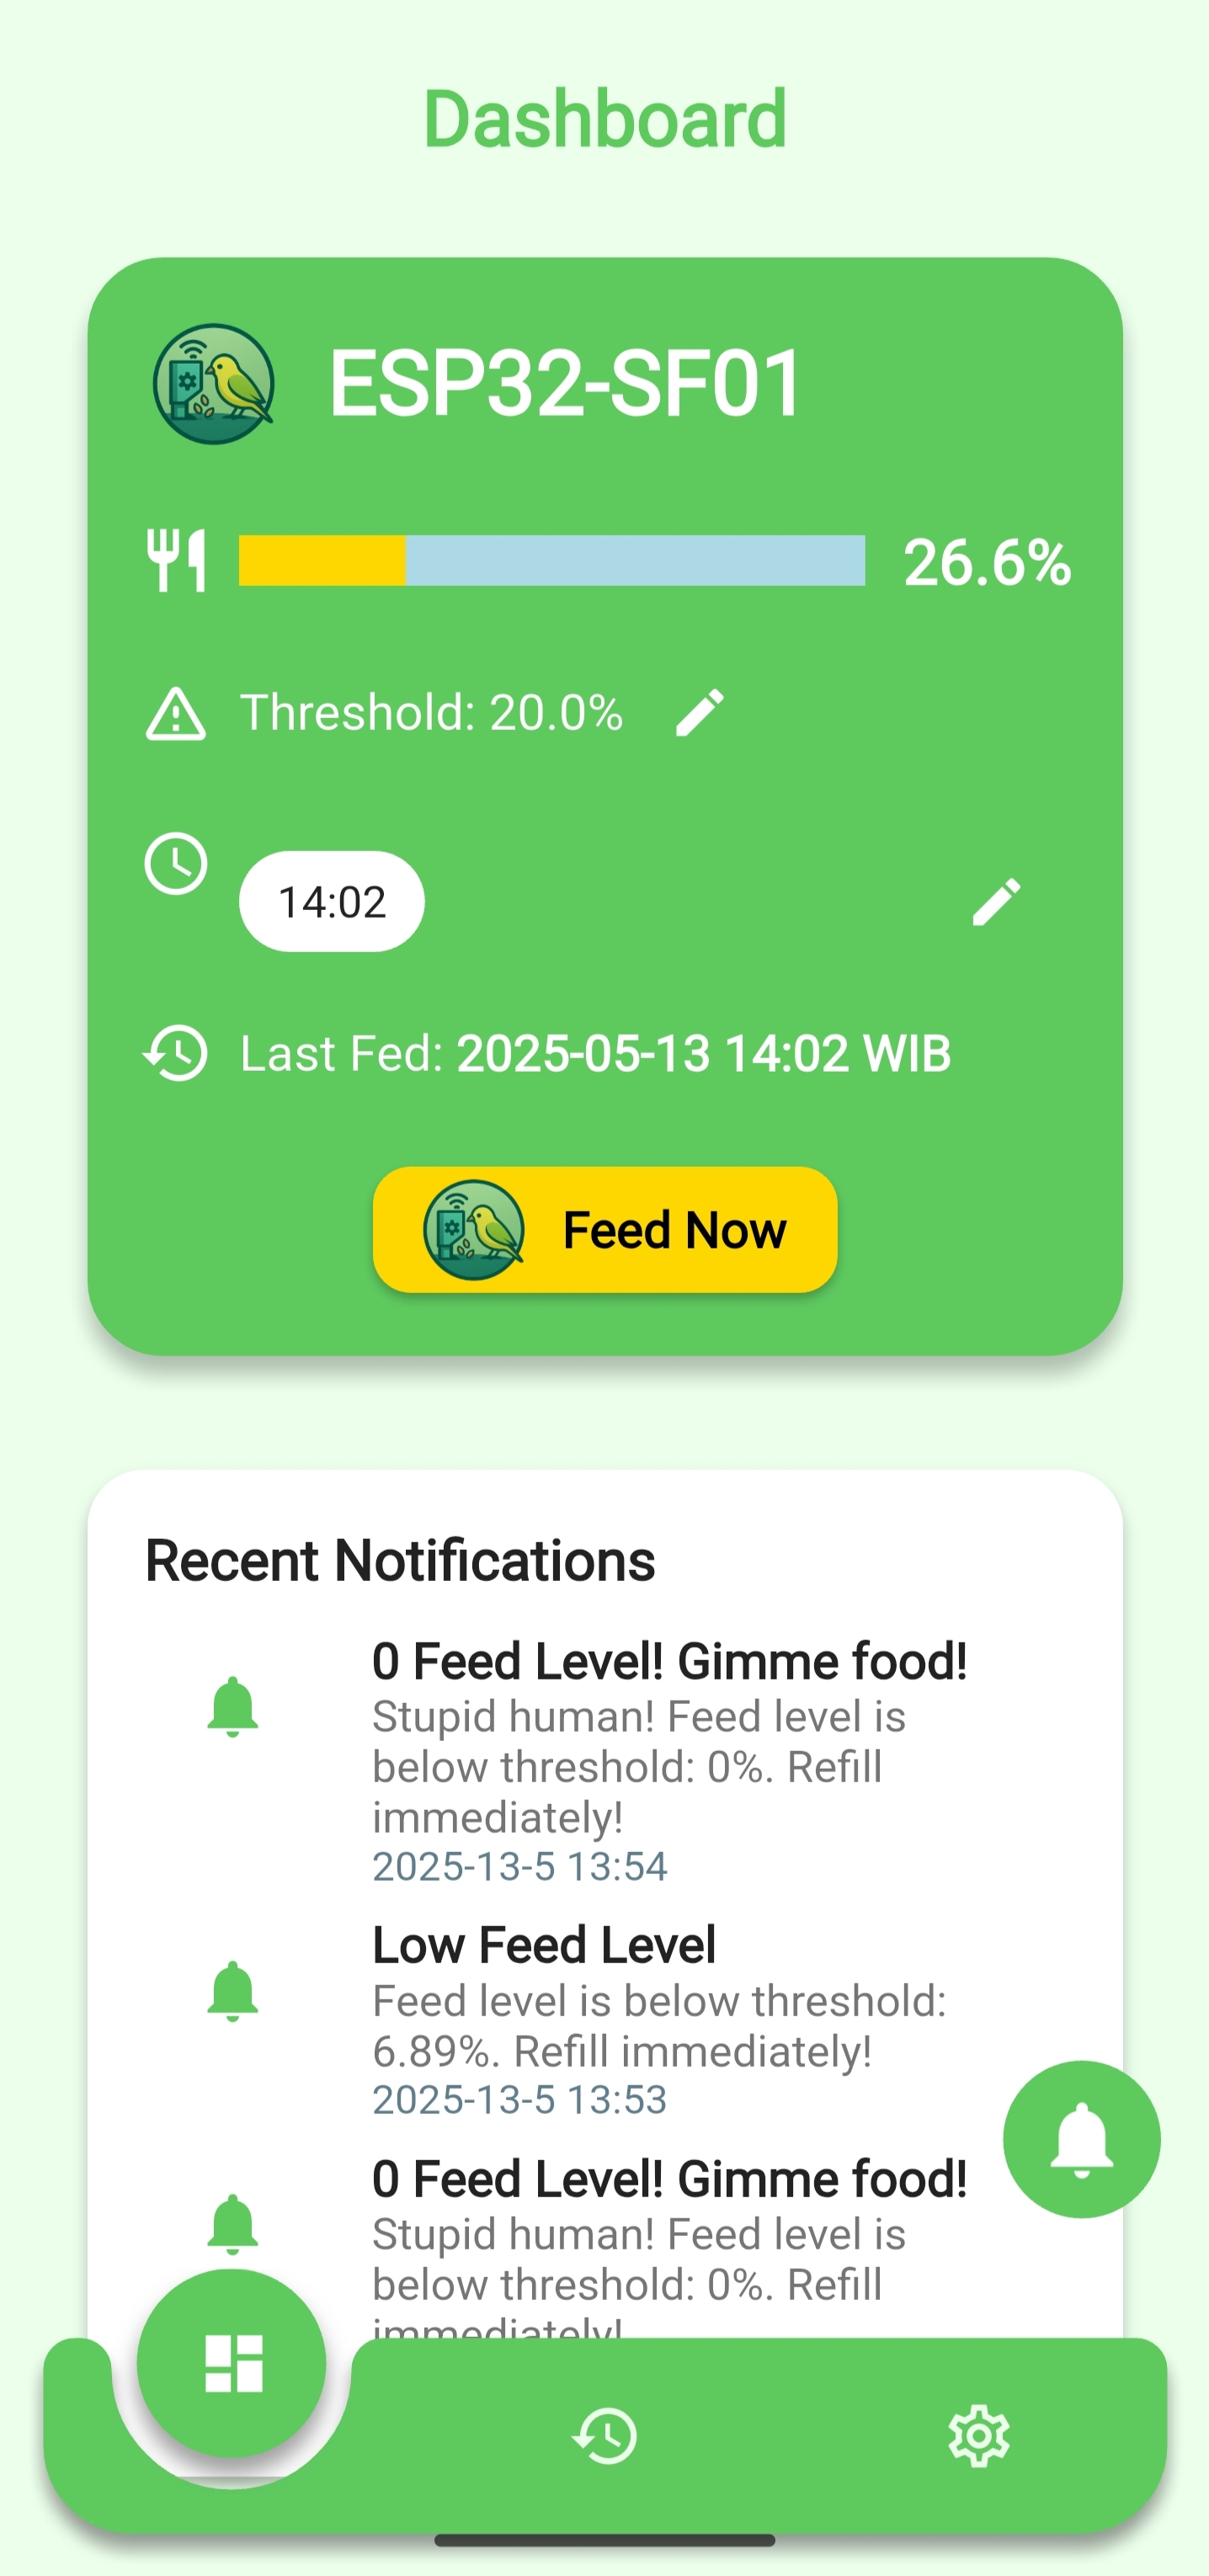 Dashboard
ESP32-SF01
26.6%
Threshold: 20.0%
14:02
Last Fed: 2025-05-13 14:02 WIB
Feed Now
Recent Notifications
0 Feed Level! Gimme food!
Stupid human! Feed level is
below threshold: 0%. Refill
immediately!
2025-13-5 13:54
Low Feed Level
Feed level is below threshold:
6.89%. Refill immediately!
2025-13-5 13:53
0 Feed Level! Gimme food!
Stupid human! Feed level is
below threshold: 0%. Refill
immediately!